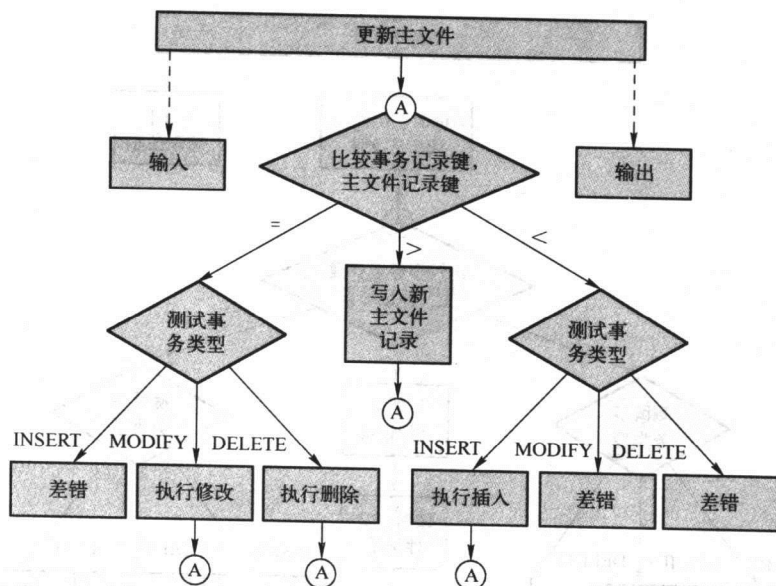 更新主文件
A
输入
比较事务记录键，
主文件记录键
输出
=
>
<
测试事
务类型
写入新
主文件
记录
测试事
务类型
A
INSERT
MODIFY
DELETE
INSERT
MODIFY
DELETE
差错
执行修改
执行删除
执行插入
差错
差错
A
A
A